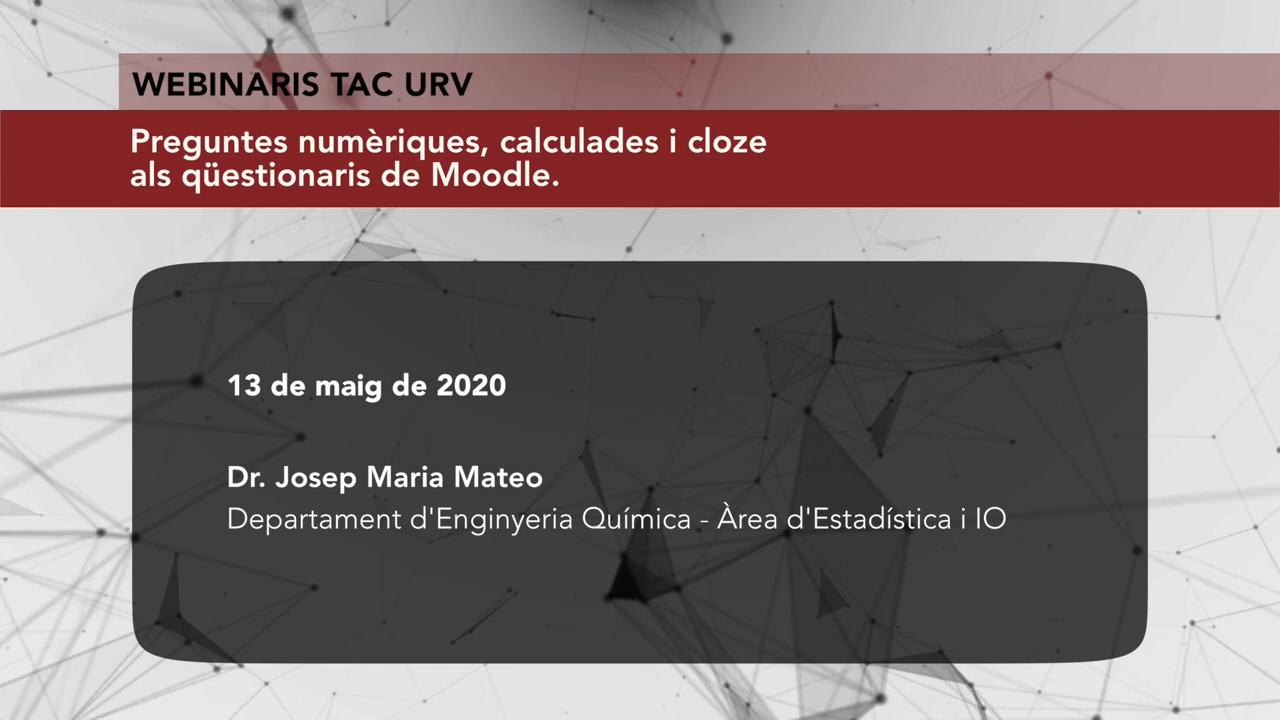 WEBINARIS TAC URV
Preguntes numèriques, calculades i cloze
als qüestionaris de Moodle.
13 de maig de 2020
Dr. Josep Maria Mateo
Departament d'Enginyeria Química - Àrea d'Estadística i IO